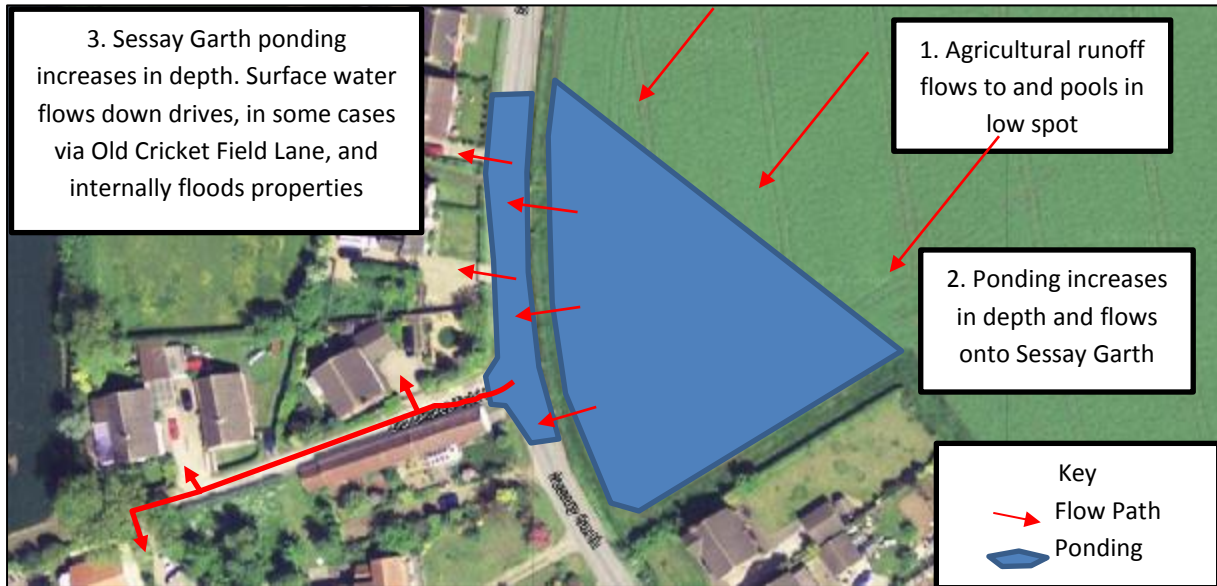 3. Sessay Garth ponding
increases in depth. Surface water
flows down drives, in some cases
via Old Cricket Field Lane, and
internally floods properties
1. Agricultural runoff
flows to and pools in
low spot
2. Ponding increases
in depth and flows
onto Sessay Garth
Key
Flow Path
Ponding